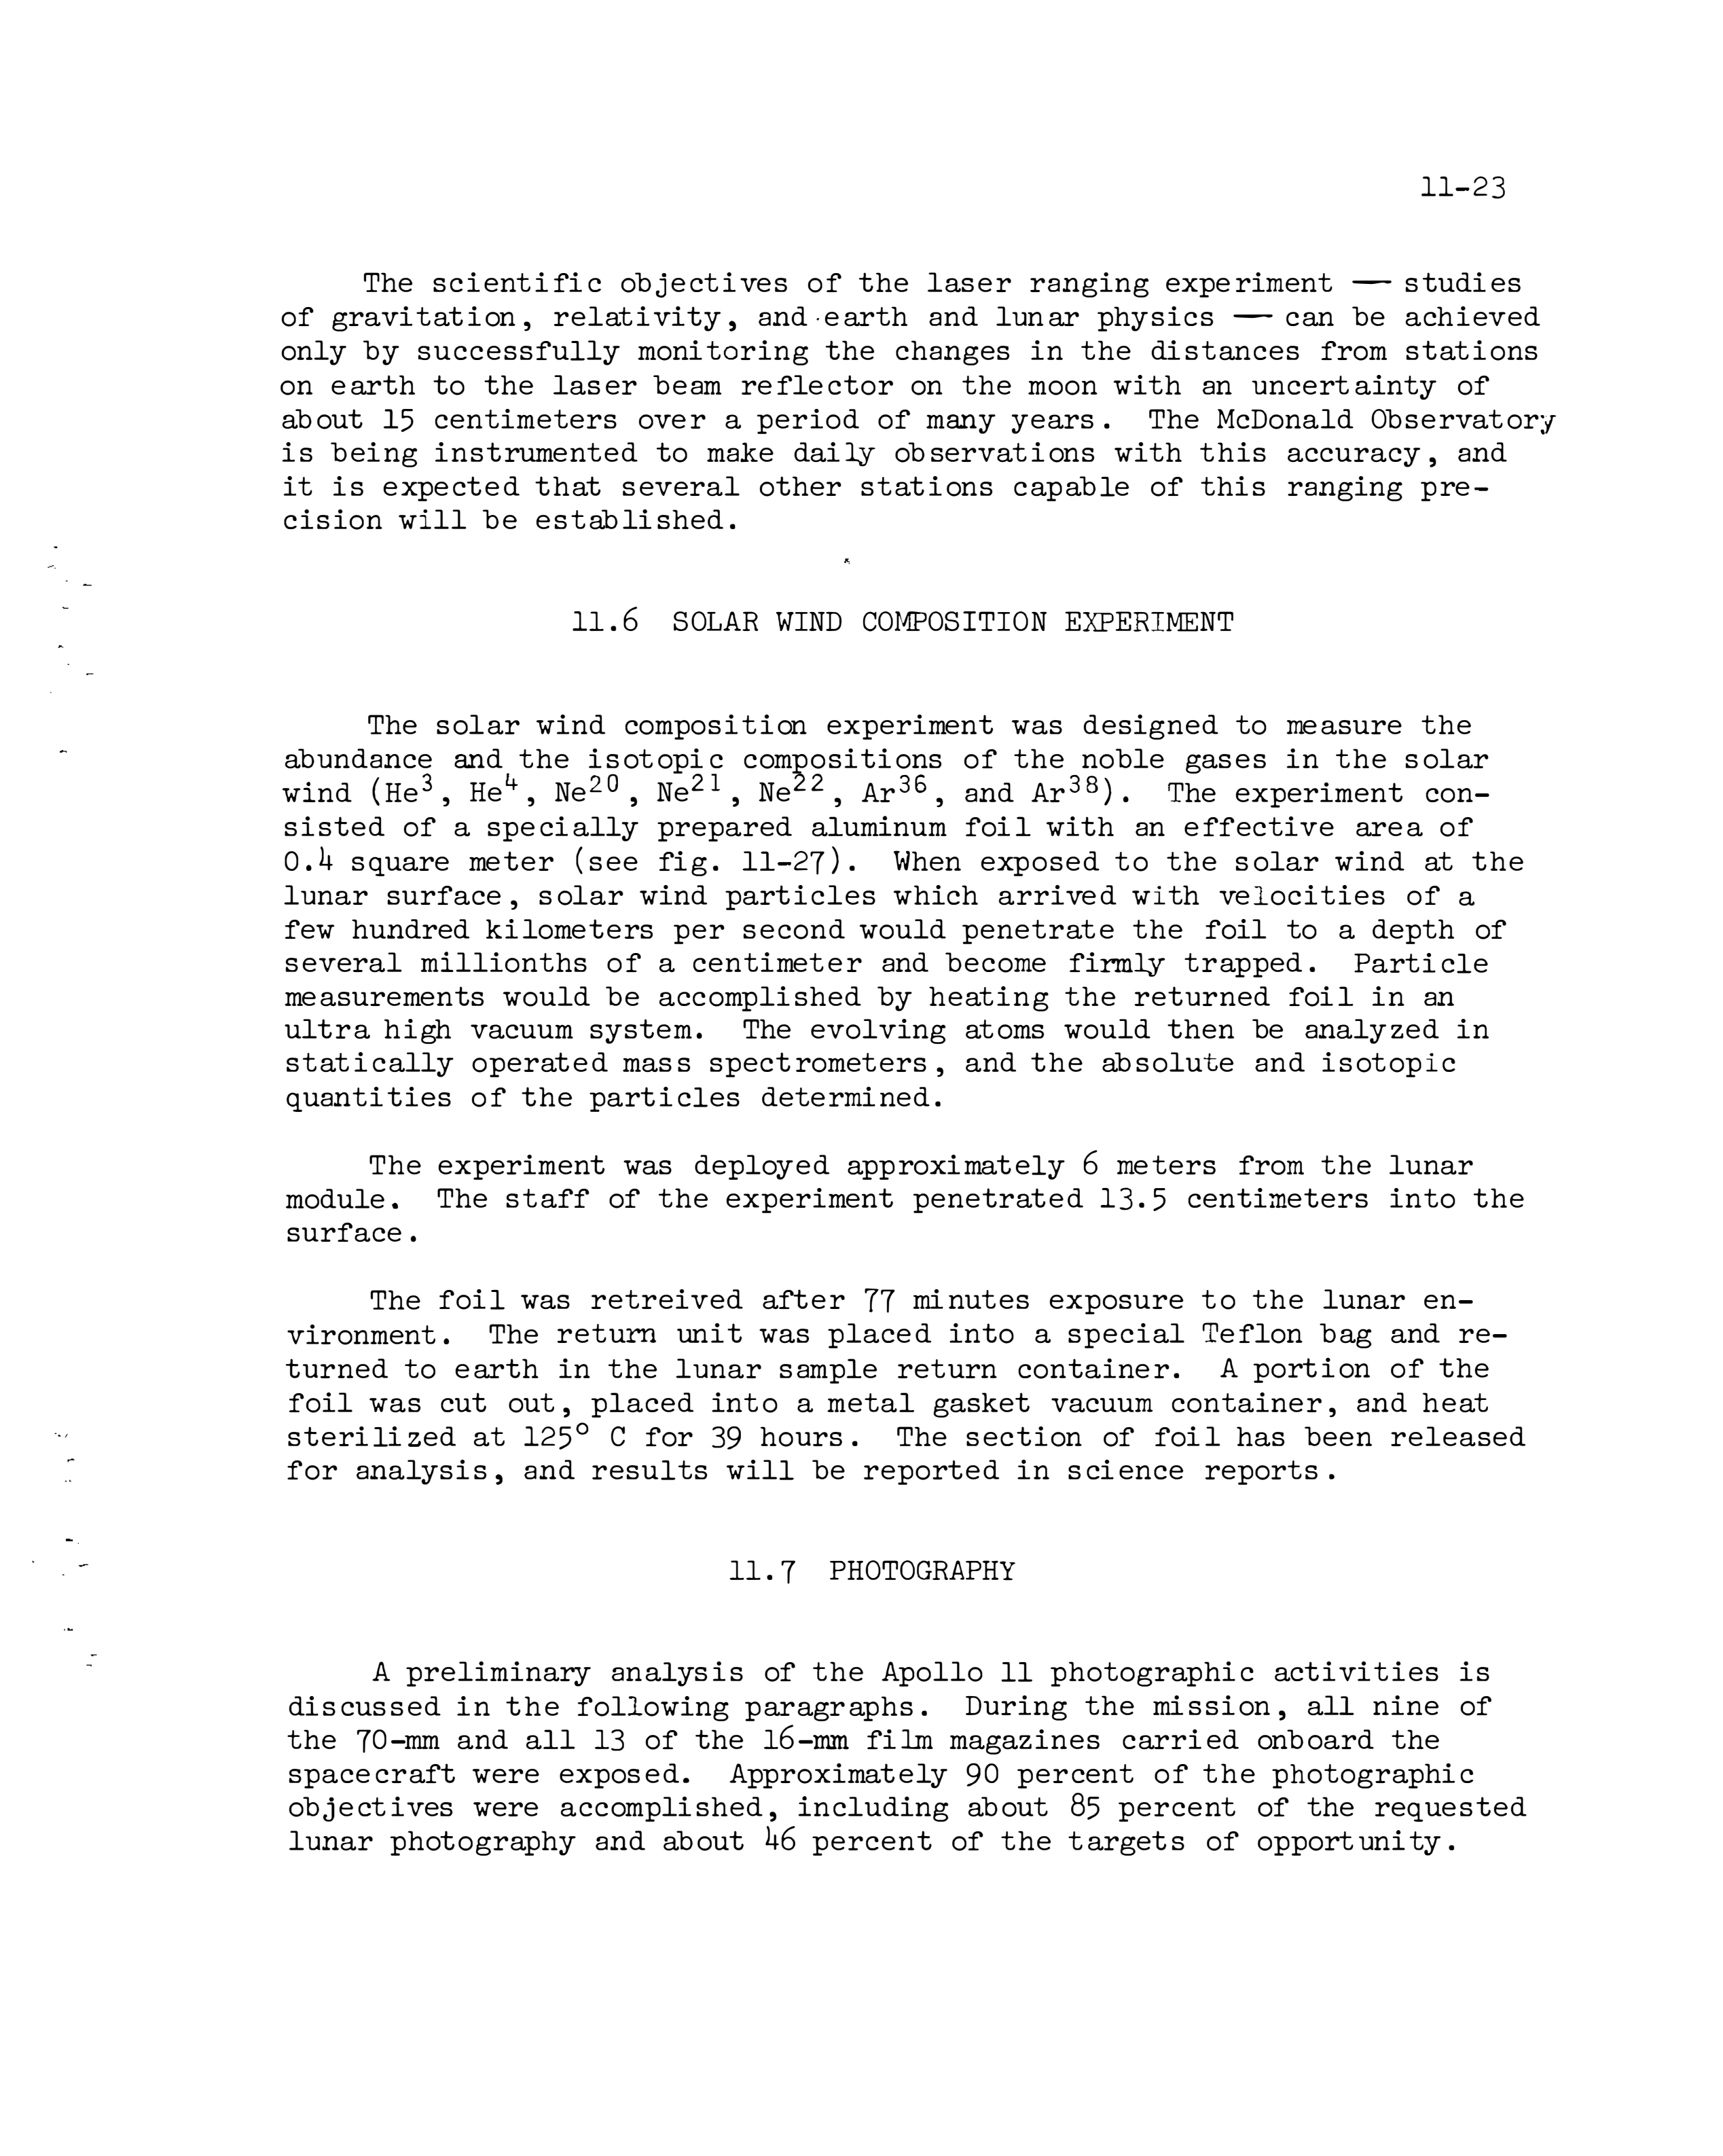 11-23
The scientific objectives of the laser ranging experiment — studies
of gravitation, relativity, and earth and lunar physics — can be achieved
only by successfully monitoring the changes in the distances from stations
on earth to the laser beam reflector on the moon with an uncertainty of
about 15 centimeters over a period of many years. The McDonald Observatory
is being instrumented to make daily observations with this accuracy, and
it is expected that several other stations capable of this ranging pre-
cision will be established.
11.6 SOLAR WIND COMPOSITION EXPERIMENT
The solar wind composition experiment was designed to measure the
abundance and the isotopic compositions of the noble gases in the solar
wind (He³, He⁴, Ne²⁰, Ne²¹, Ne²², Ar³⁶, and Ar³⁸). The experiment con-
sisted of a specially prepared aluminum foil with an effective area of
0.4 square meter (see fig. 11-27). When exposed to the solar wind at the
lunar surface, solar wind particles which arrived with velocities of a
few hundred kilometers per second would penetrate the foil to a depth of
several millionths of a centimeter and become firmly trapped. Particle
measurements would be accomplished by heating the returned foil in an
ultra high vacuum system. The evolving atoms would then be analyzed in
statically operated mass spectrometers, and the absolute and isotopic
quantities of the particles determined.
The experiment was deployed approximately 6 meters from the lunar
module. The staff of the experiment penetrated 13.5 centimeters into the
surface.
The foil was retreived after 77 minutes exposure to the lunar en-
vironment. The return unit was placed into a special Teflon bag and re-
turned to earth in the lunar sample return container. A portion of the
foil was cut out, placed into a metal gasket vacuum container, and heat
sterilized at 125° C for 39 hours. The section of foil has been released
for analysis, and results will be reported in science reports.
11.7 PHOTOGRAPHY
A preliminary analysis of the Apollo 11 photographic activities is
discussed in the following paragraphs. During the mission, all nine of
the 70-mm and all 13 of the 16-mm film magazines carried onboard the
spacecraft were exposed. Approximately 90 percent of the photographic
objectives were accomplished, including about 85 percent of the requested
lunar photography and about 46 percent of the targets of opportunity.